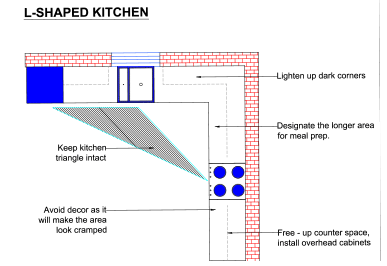 L-SHAPED KITCHEN
Lighten up dark corners
Designate the longer area
for meal prep.
Keep kitchen
triangle intact
Avoid decor as it
will make the area
look cramped
Free - up counter space,
install overhead cabinets